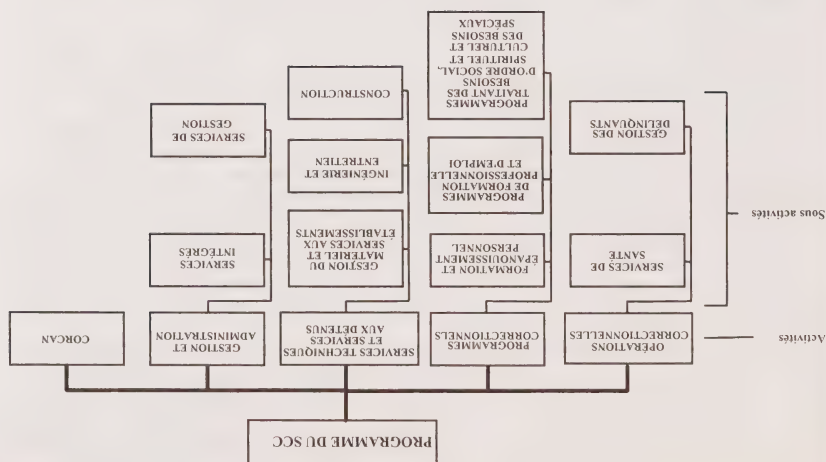 PROGRAMME DU SCC
Activités
OPÉRATIONS
CORRECTIONNELLES
PROGRAMMES
CORRECTIONNELS
SERVICES TECHNIQUES
ET SERVICES
AUX DÉTENUS
GESTION ET
ADMINISTRATION
CORCAN
Sous activités
SERVICES DE
SANTÉ
GESTION DES
DÉLINQUANTS
FORMATION ET
ÉPANOUISSEMENT
PERSONNEL
PROGRAMMES
DE FORMATION
PROFESSIONNELLE
ET D'EMPLOI
PROGRAMMES
TRAITANT DES
BESOINS
D'ORDRE SOCIAL,
SPIRITUEL ET
CULTUREL ET
DES BESOINS
SPÉCIAUX
GESTION DU
MATÉRIEL ET
SERVICES AUX
ÉTABLISSEMENTS
INGÉNIERIE ET
ENTRETIEN
CONSTRUCTION
SERVICES
INTÉGRÉS
SERVICES DE
GESTION